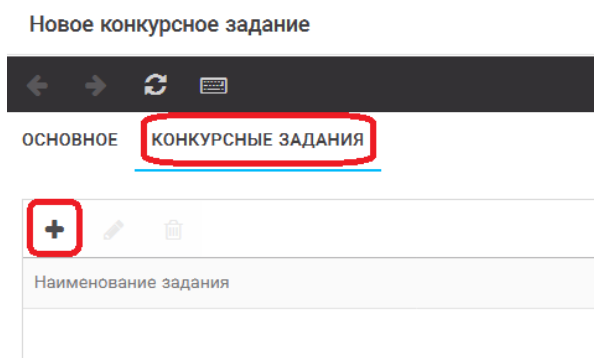 Новое конкурсное задание
ОСНОВНОЕ КОНКУРСНЫЕ ЗАДАНИЯ
Наименование задания